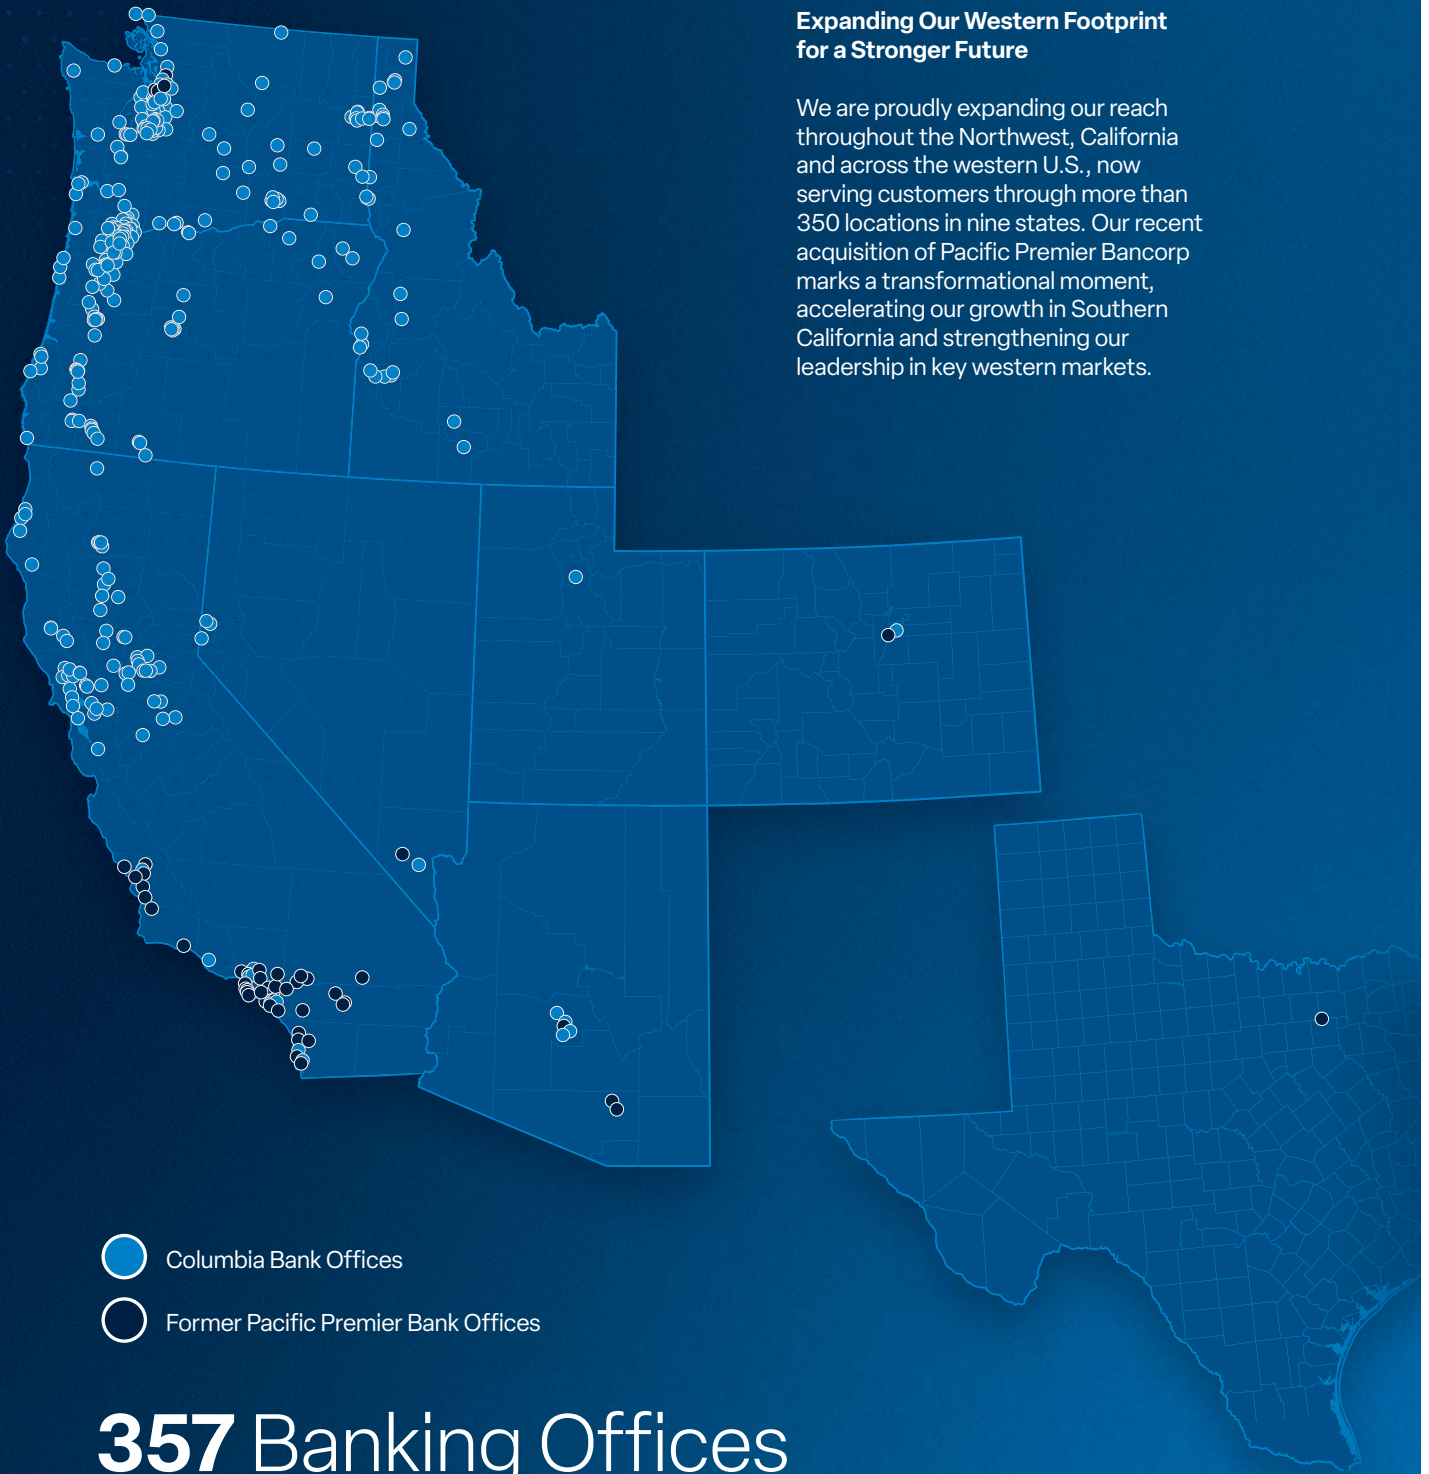 Expanding Our Western Footprint
for a Stronger Future
We are proudly expanding our reach
throughout the Northwest, California
and across the western U.S., now
serving customers through more than
350 locations in nine states. Our recent
acquisition of Pacific Premier Bancorp
marks a transformational moment,
accelerating our growth in Southern
California and strengthening our
leadership in key western markets.
Columbia Bank Offices
Former Pacific Premier Bank Offices
357 Banking Offices